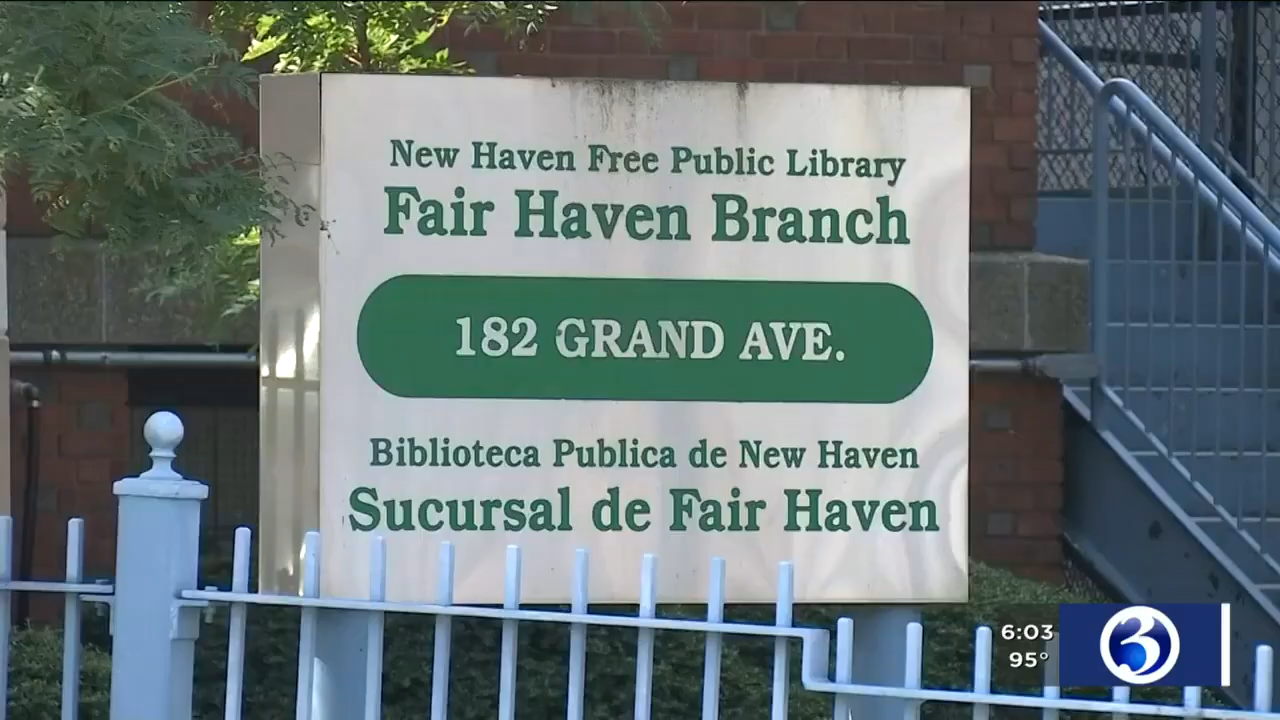 New Haven Free Public Library
Fair Haven Branch
182 GRAND AVE.
Biblioteca Publica de New Haven
Sucursal de Fair Haven
6:03
95°
3